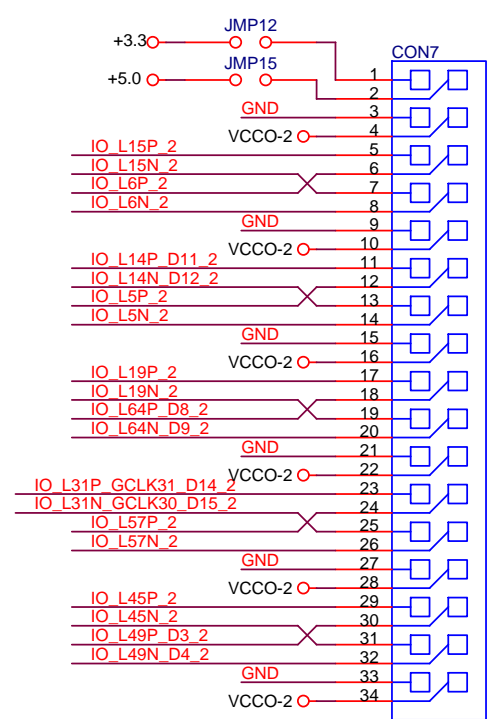 JMP12
+3.3
CON7
JMP15
+5.0
1
2
GND 3
VCCO-2 4
IO_L15P_2 5
IO_L15N_2 6
IO_L6P_2 7
IO_L6N_2 8
GND 9
VCCO-2 10
IO_L14P_D11_2 11
IO_L14N_D12_2 12
IO_L5P_2 13
IO_L5N_2 14
GND 15
VCCO-2 16
IO_L19P_2 17
IO_L19N_2 18
IO_L64P_D8_2 19
IO_L64N_D9_2 20
GND 21
VCCO-2 22
IO_L31P_GCLK31_D14_2 23
IO_L31N_GCLK30_D15_2 24
IO_L57P_2 25
IO_L57N_2 26
GND 27
VCCO-2 28
IO_L45P_2 29
IO_L45N_2 30
IO_L49P_D3_2 31
IO_L49N_D4_2 32
GND 33
VCCO-2 34